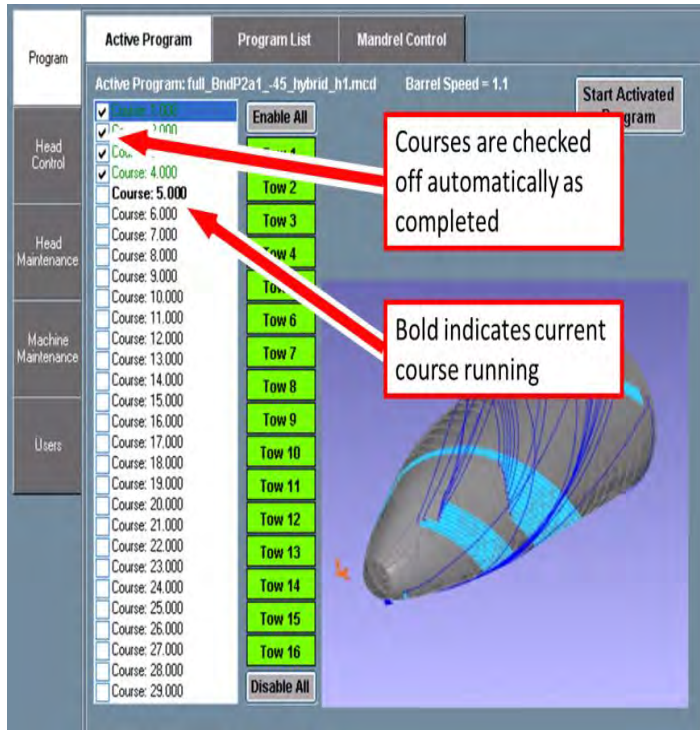 Program
Head
Control
Head
Maintenance
Machine
Maintenance
Users
Active Program
Program List
Mandrel Control
Active Program: full_BndP2a1_-45_hybrid_h1.mcd
Barrel Speed = 1.1
Start Activated
Course: 4.000
Course: 5.000
Course: 6.000
Course: 7.000
Course: 8.000
Course: 9.000
Course: 10.000
Course: 11.000
Course: 12.000
Course: 13.000
Course: 14.000
Course: 15.000
Course: 16.000
Course: 17.000
Course: 18.000
Course: 19.000
Course: 20.000
Course: 21.000
Course: 22.000
Course: 23.000
Course: 24.000
Course: 25.000
Course: 26.000
Course: 27.000
Course: 28.000
Course: 29.000
Enable All
Tow 2
Tow 3
Tow 4
Tow 6
Tow 7
Tow 8
Tow 9
Tow 10
Tow 11
Tow 12
Tow 13
Tow 14
Tow 15
Tow 16
Disable All
Courses are checked
off automatically as
completed
Bold indicates current
course running